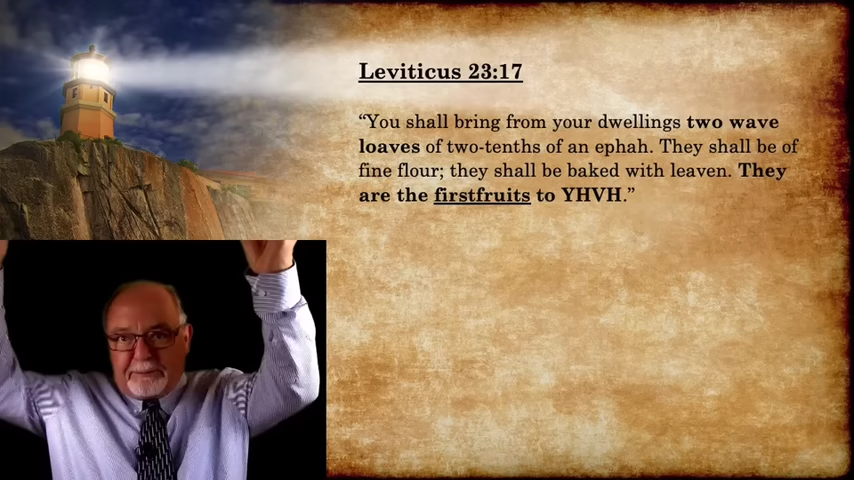 Leviticus 23:17
“You shall bring from your dwellings two wave
loaves of two-tenths of an ephah. They shall be of
fine flour; they shall be baked with leaven. They
are the firstfruits to YHVH.”